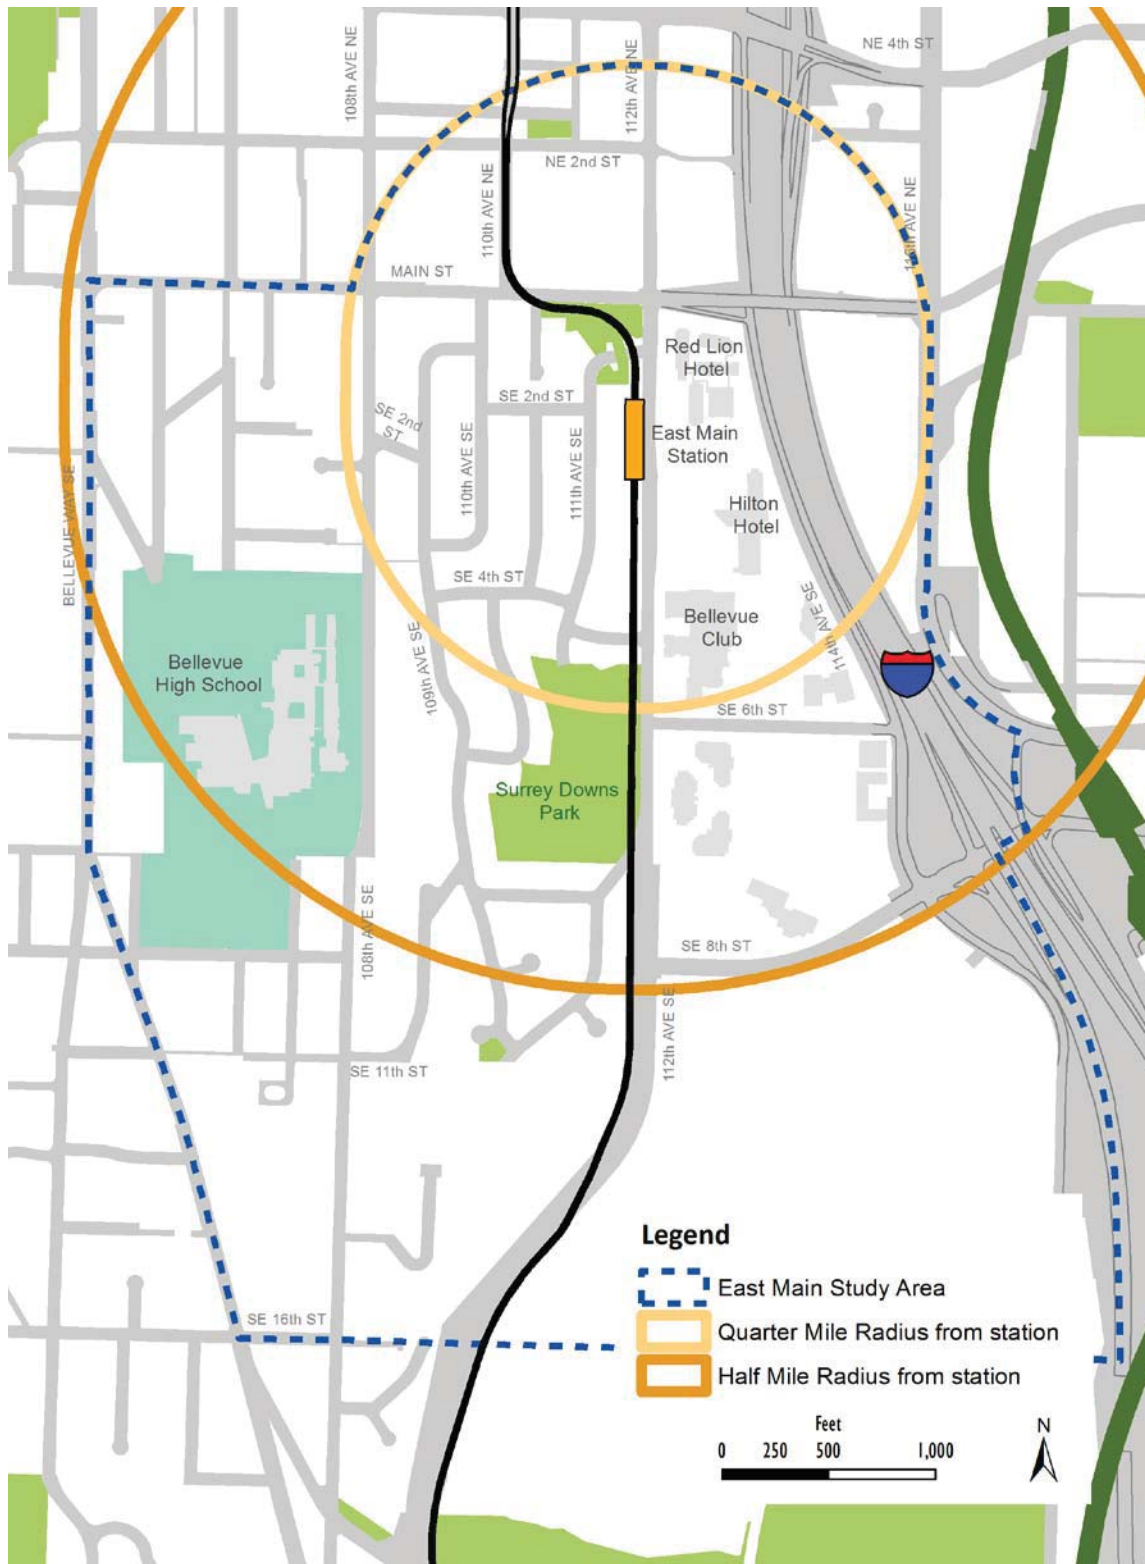 NE 4th ST
108th AVE NE
112th AVE NE
NE 2nd ST
110th AVE NE
116th AVE NE
MAIN ST
Red Lion
Hotel
SE 2nd ST
SE 2nd
ST
East Main
Station
110th AVE SE
111th AVE SE
Hilton
Hotel
BELLEVUE WAY SE
SE 4th ST
Bellevue
Club
114th AVE SE
Bellevue
High School
109th AVE SE
SE 6th ST
Surrey Downs
Park
108th AVE SE
SE 8th ST
112th AVE SE
SE 11th ST
Legend
East Main Study Area
SE 16th ST
Quarter Mile Radius from station
Half Mile Radius from station
Feet
0 250 500 1,000
N